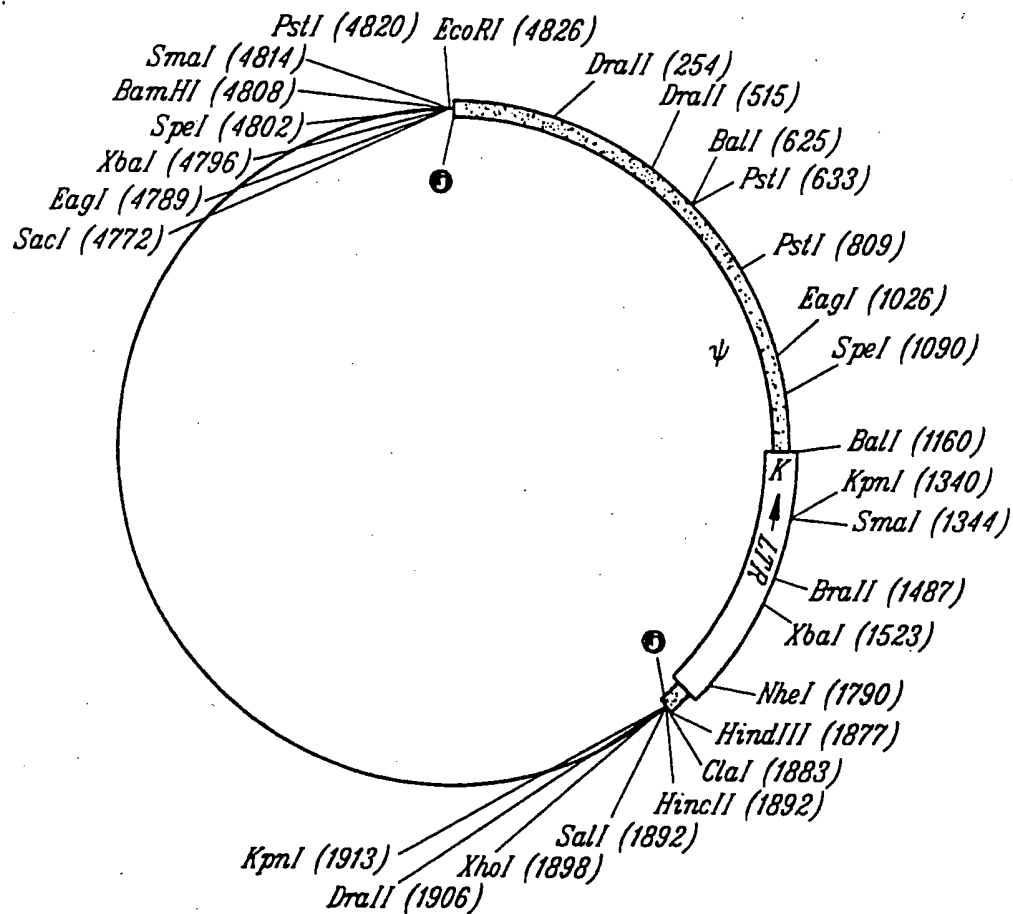 PstI (4820)
EcoRI (4826)
SmaI (4814)
BamHI (4808)
SpeI (4802)
XbaI (4796)
EagI (4789)
SacI (4772)
DraII (254)
DraII (515)
BalI (625)
PstI (633)
PstI (809)
EagI (1026)
SpeI (1090)
ψ
BalI (1160)
K
KpnI (1340)
SmaI (1344)
LTR
BraII (1487)
XbaI (1523)
NheI (1790)
HindIII (1877)
ClaI (1883)
HincII (1892)
SalI (1892)
XhoI (1898)
DraII (1906)
KpnI (1913)